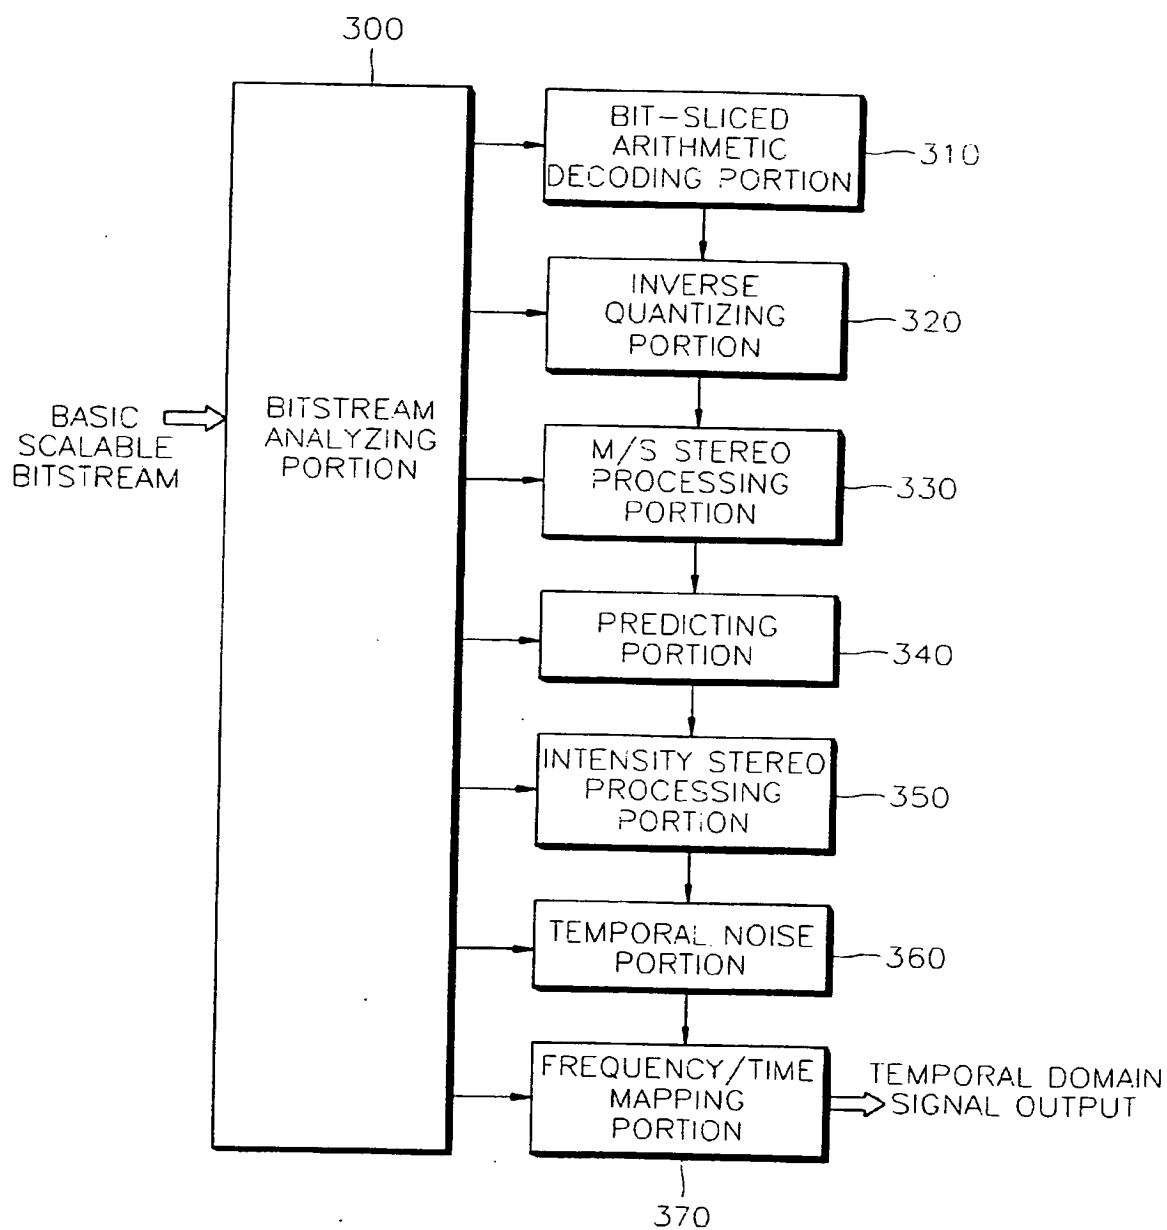 300
BIT-SLICED
ARITHMETIC
DECODING PORTION
310
INVERSE
QUANTIZING
PORTION
320
BASIC
SCALABLE
BITSTREAM
BITSTREAM
ANALYZING
PORTION
M/S STEREO
PROCESSING
PORTION
330
PREDICTING
PORTION
340
INTENSITY STEREO
PROCESSING
PORTION
350
TEMPORAL NOISE
PORTION
360
FREQUENCY/TIME
MAPPING
PORTION
TEMPORAL DOMAIN
SIGNAL OUTPUT
370